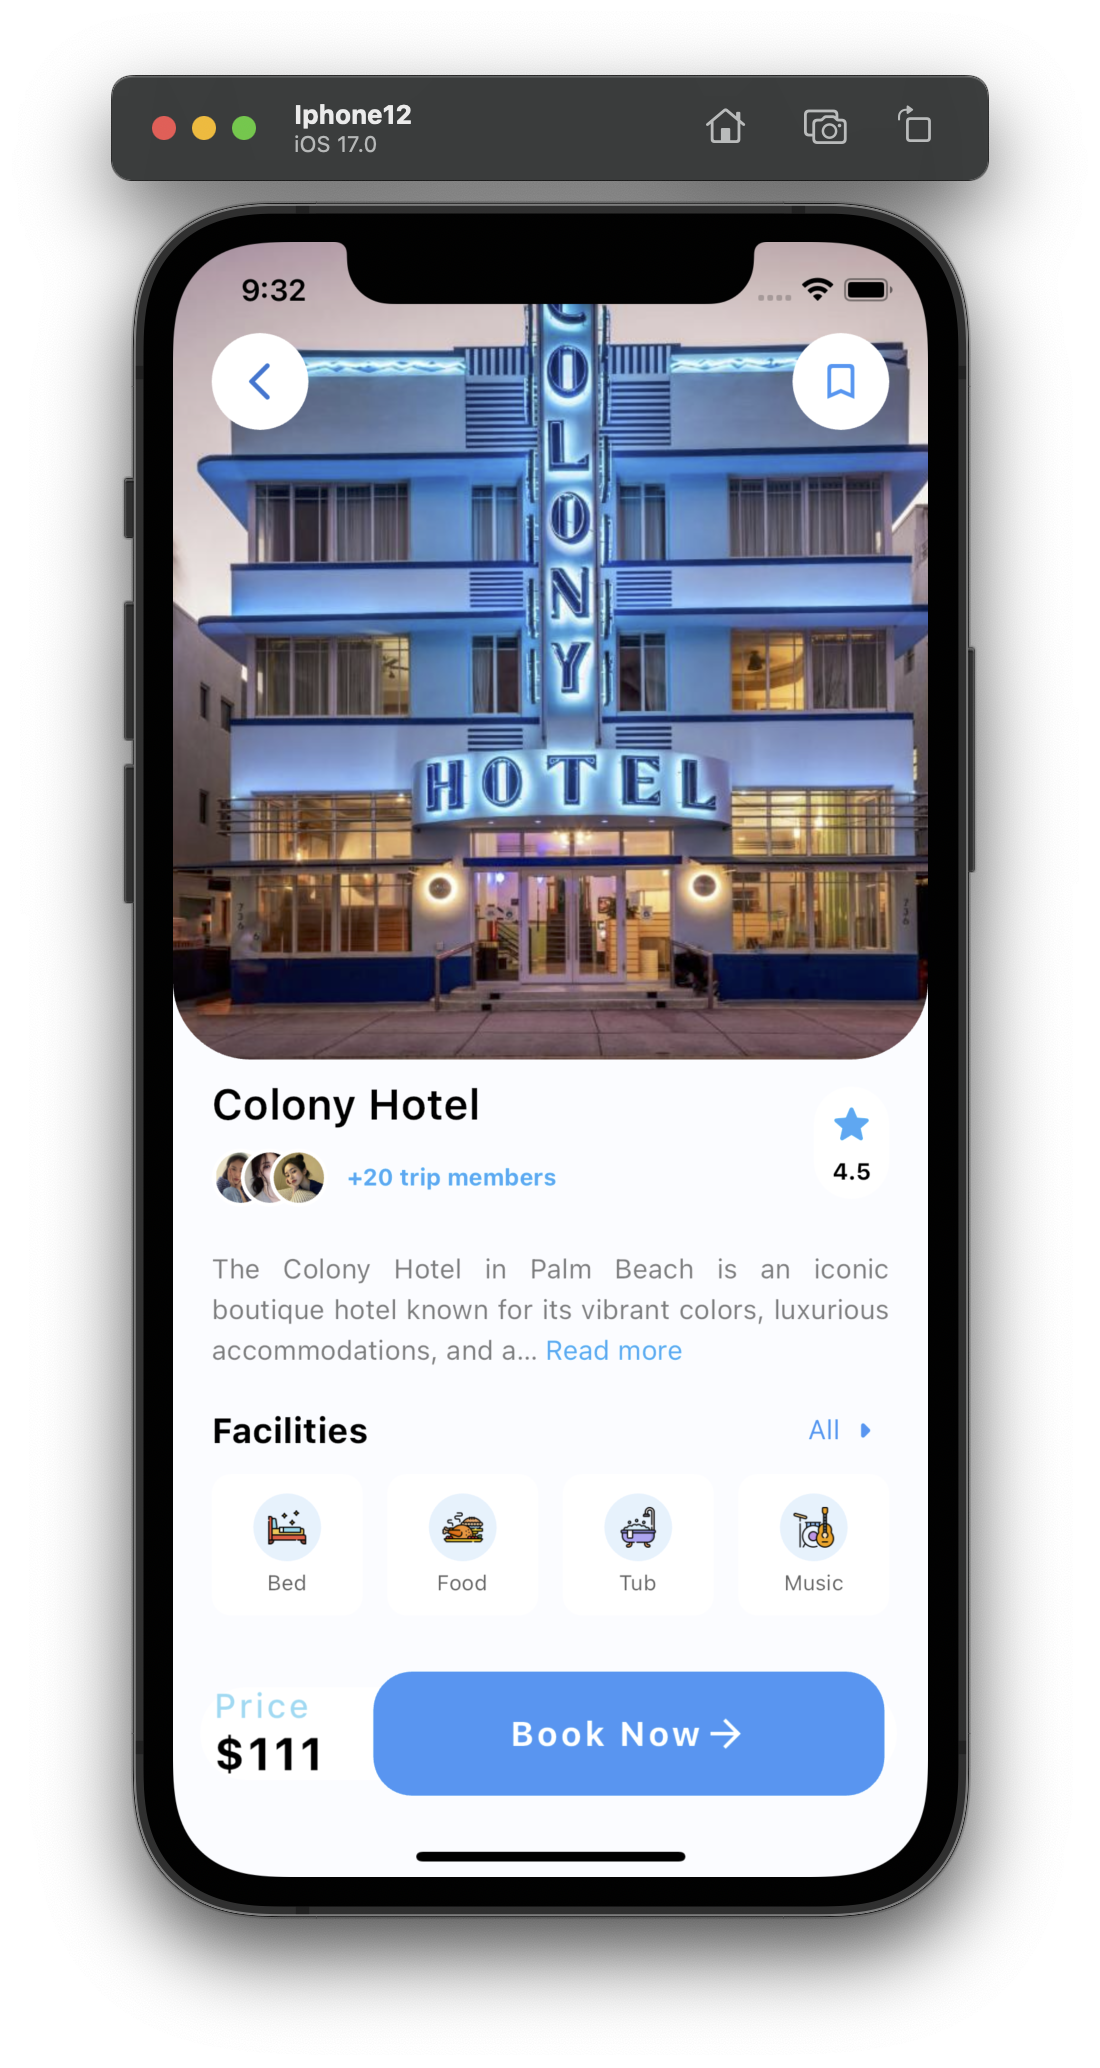 Iphone12
iOS 17.0
9:32
COLONY
HOTEL
736
736
Colony Hotel
+20 trip members
4.5
The Colony Hotel in Palm Beach is an iconic
boutique hotel known for its vibrant colors, luxurious
accommodations, and a... Read more
Facilities
All
Bed
Food
Tub
Music
Price
$111
Book Now